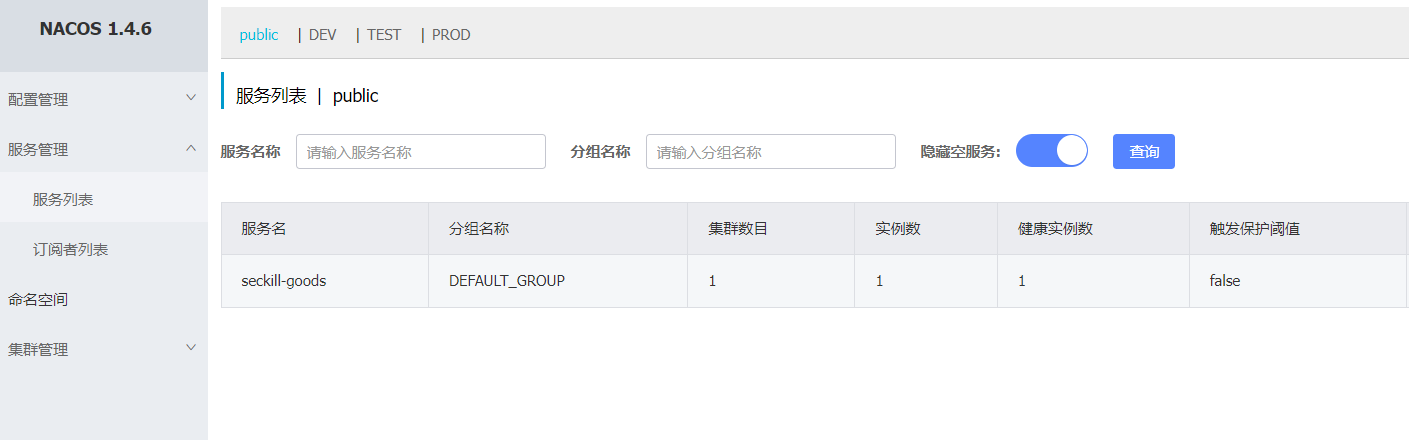 NACOS 1.4.6
配置管理
服务管理
服务列表
订阅者列表
命名空间
集群管理
public | DEV | TEST | PROD
服务列表 | public
服务名称 请输入服务名称 分组名称 请输入分组名称 隐藏空服务: 查询
服务名 分组名称 集群数目 实例数 健康实例数 触发保护阈值
seckill-goods DEFAULT_GROUP 1 1 1 false